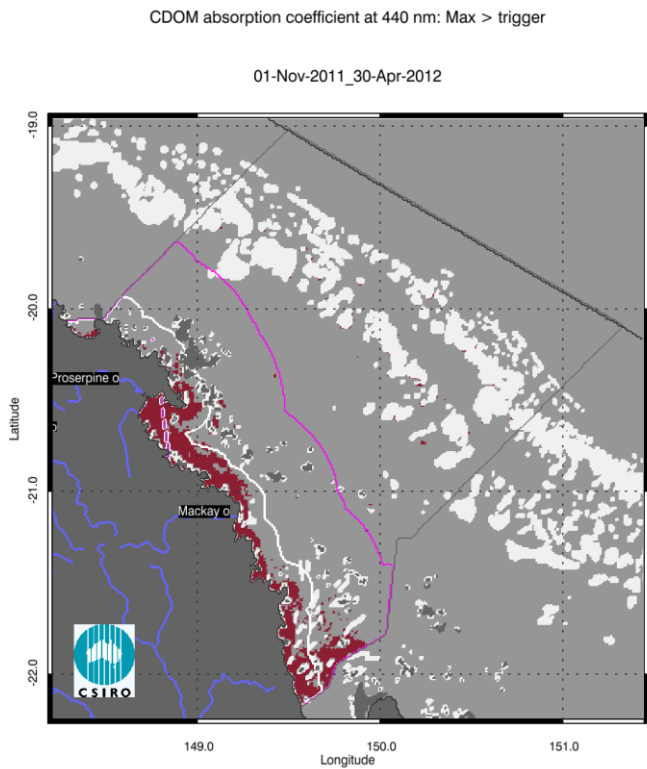 CDOM absorption coefficient at 440 nm: Max > trigger
01-Nov-2011_30-Apr-2012
-19.0
-20.0
Proserpine o
Latitude
o
-21.0
Mackay o
-22.0
CSIRO
149.0 150.0 151.0
Longitude